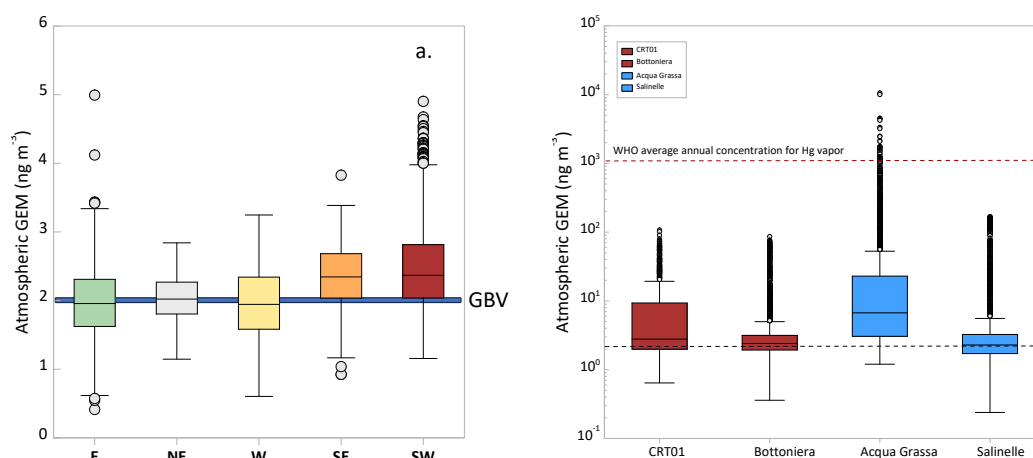 6
5
4
3
2
1
0
Atmospheric GEM (ng m⁻³)
a.
GBV
E
NE
W
SE
SW
10⁵
10⁴
10³
10²
10¹
10⁰
10⁻¹
Atmospheric GEM (ng m⁻³)
CRT01
Bottoniera
Acqua Grassa
Salinelle
WHO average annual concentration for Hg vapor
CRT01
Bottoniera
Acqua Grassa
Salinelle